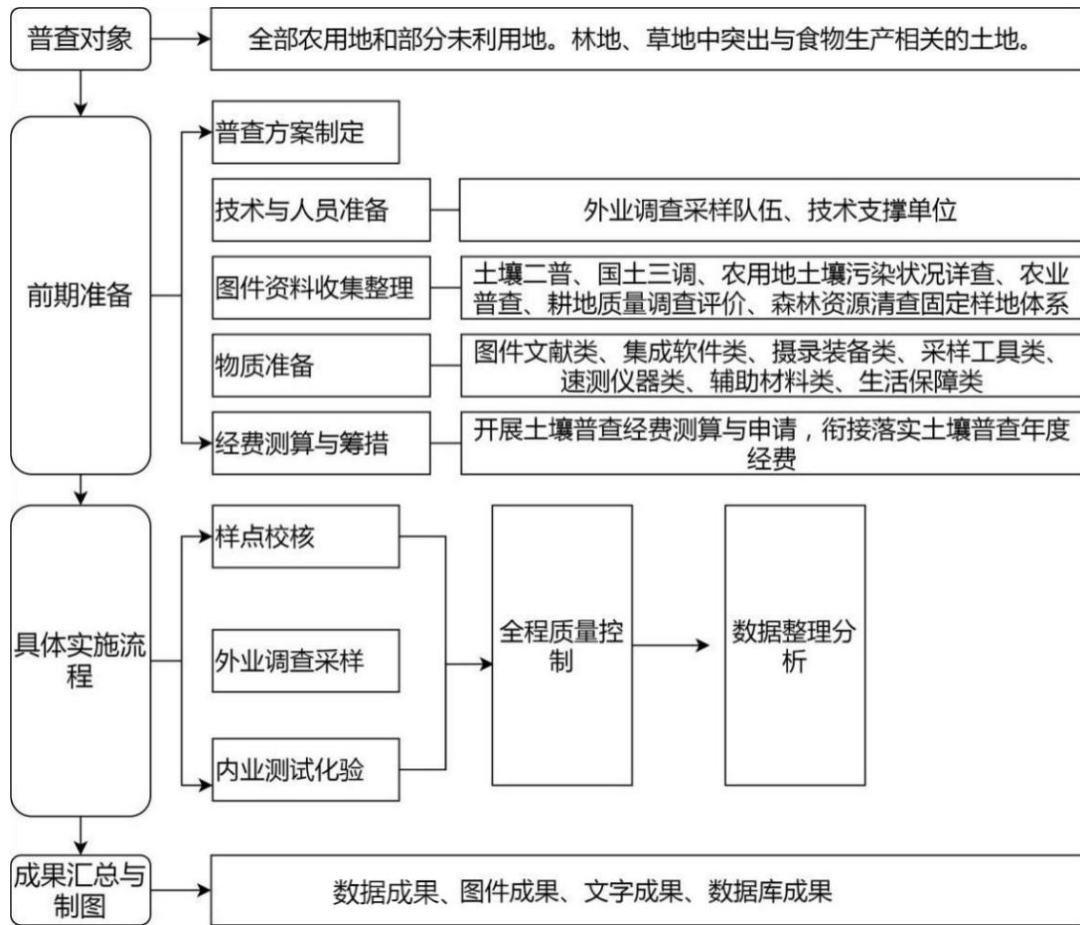 普查对象
全部农用地和部分未利用地。林地、草地中突出与食物生产相关的土地。
前期准备
普查方案制定
技术与人员准备
外业调查采样队伍、技术支撑单位
图件资料收集整理
土壤二普、国土三调、农用地土壤污染状况详查、农业
普查、耕地质量调查评价、森林资源清查固定样地体系
物质准备
图件文献类、集成软件类、摄录装备类、采样工具类、
速测仪器类、辅助材料类、生活保障类
经费测算与筹措
开展土壤普查经费测算与申请，衔接落实土壤普查年度
经费
具体实施流
程
样点校核
外业调查采样
内业测试化验
全程质量控
制
数据整理分
析
成果汇总与
制图
数据成果、图件成果、文字成果、数据库成果